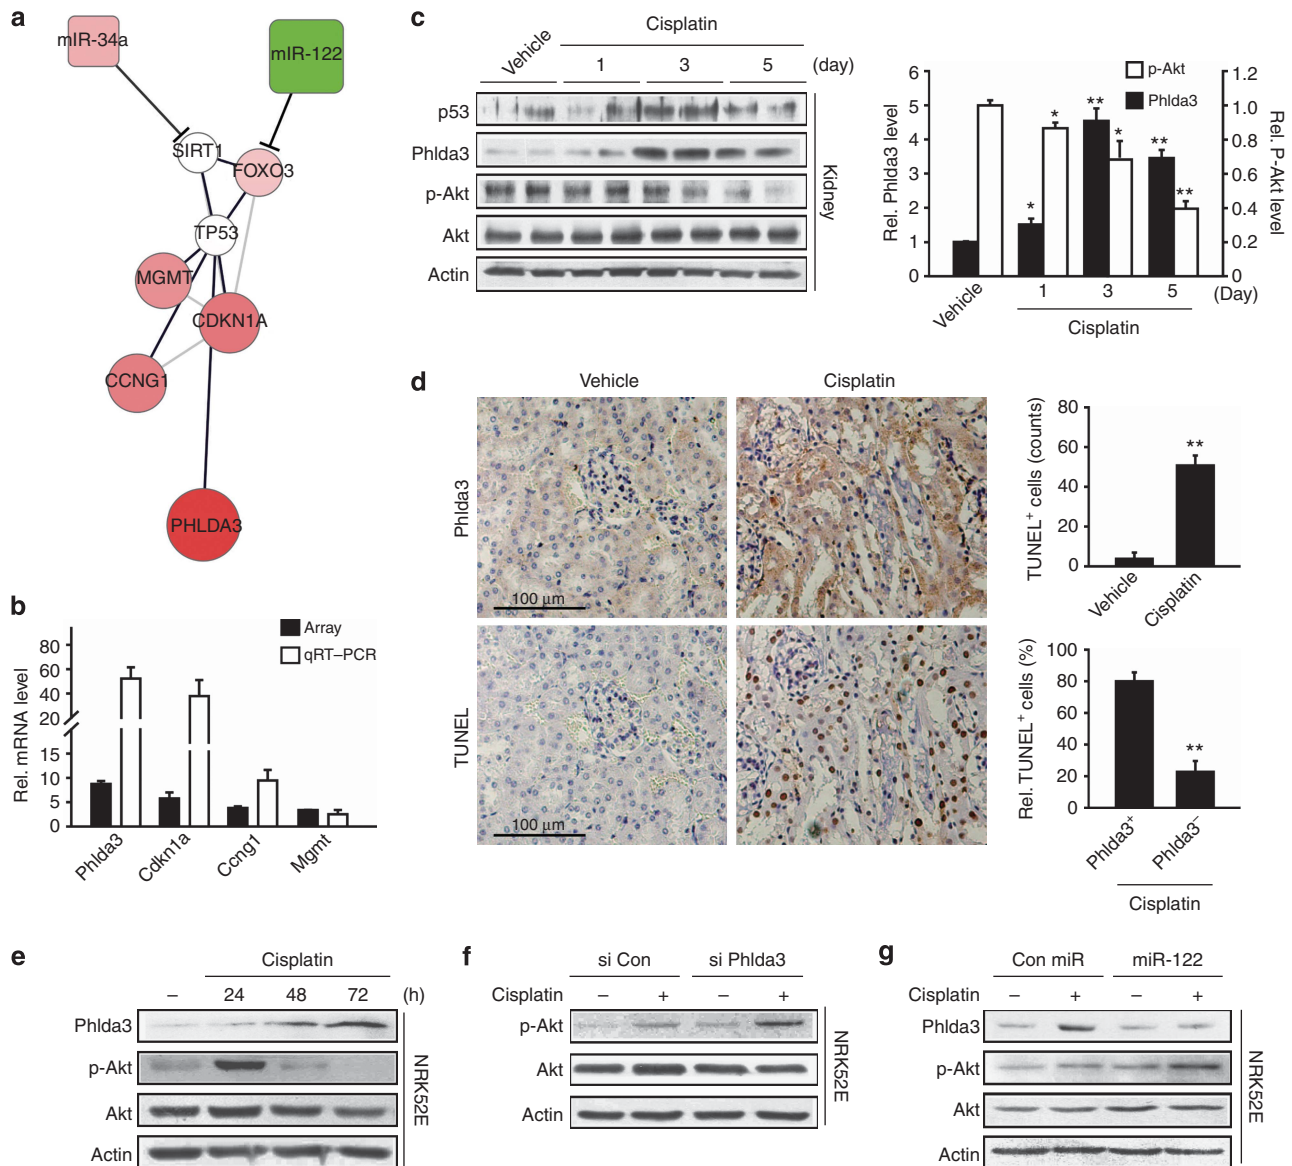 a
mIR-34a
mIR-122
SIRT1
FOXO3
TP53
MGMT
CDKN1A
CCNG1
PHLDA3
b
Rel. mRNA level
80
60
40
20
15
10
5
0
Array
qRT–PCR
Phlda3
Cdkn1a
Ccng1
Mgmt
c
Cisplatin
Vehicle
1 3 5 (day)
p53
Phlda3
p-Akt
Akt
Actin
Kidney
Rel. Phlda3 level
6
5
4
3
2
1
0
p-Akt
Phlda3
* * ** * ** **
1.2
1.0
0.8
0.6
0.4
0.2
0
Rel. P-Akt level
Vehicle
1 3 5 (Day)
Cisplatin
d
Vehicle Cisplatin
Phlda3
100 µm
TUNEL
100 µm
TUNEL+ cells (counts)
80
60
40
20
0
**
Vehicle
Cisplatin
Rel. TUNEL+ cells (%)
100
80
60
40
20
0
**
Phlda3+
Phlda3–
Cisplatin
e
Cisplatin
– 24 48 72 (h)
Phlda3
p-Akt
Akt
Actin
NRK52E
f
si Con si Phlda3
Cisplatin – + – +
p-Akt
Akt
Actin
NRK52E
g
Con miR miR-122
Cisplatin – + – +
Phlda3
p-Akt
Akt
Actin
NRK52E